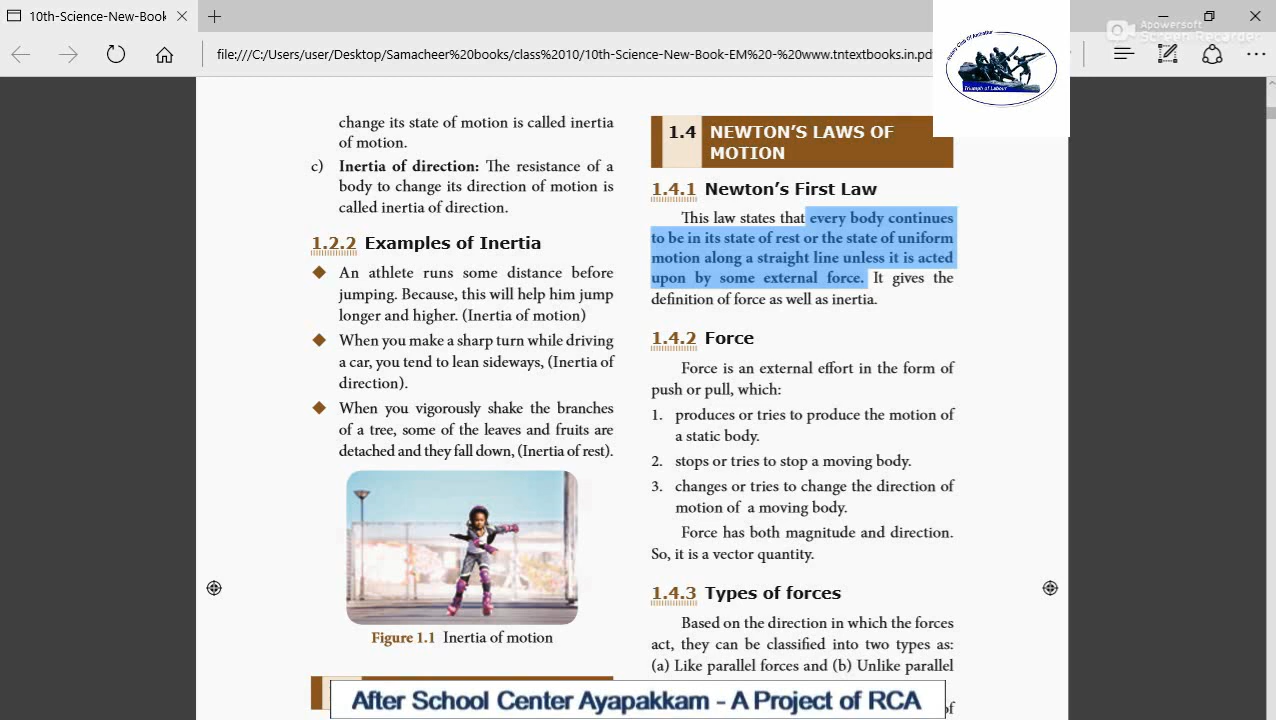 10th-Science-New-Book
file:///C:/Users/user/Desktop/Samacheer%20books/class%2010/10th-Science-New-Book-EM%20-%20www.tntextbooks.in.pd
Apowersoft
Screen Recorder
Rotary Club Of Ambattur
Triumph of Labour
change its state of motion is called inertia
of motion.
c) Inertia of direction: The resistance of a
body to change its direction of motion is
called inertia of direction.
1.2.2 Examples of Inertia
An athlete runs some distance before
jumping. Because, this will help him jump
longer and higher. (Inertia of motion)
When you make a sharp turn while driving
a car, you tend to lean sideways, (Inertia of
direction).
When you vigorously shake the branches
of a tree, some of the leaves and fruits are
detached and they fall down, (Inertia of rest).
Figure 1.1 Inertia of motion
1.4 NEWTON'S LAWS OF
MOTION
1.4.1 Newton's First Law
This law states that every body continues
to be in its state of rest or the state of uniform
motion along a straight line unless it is acted
upon by some external force. It gives the
definition of force as well as inertia.
1.4.2 Force
Force is an external effort in the form of
push or pull, which:
1. produces or tries to produce the motion of
a static body.
2. stops or tries to stop a moving body.
3. changes or tries to change the direction of
motion of a moving body.
Force has both magnitude and direction.
So, it is a vector quantity.
1.4.3 Types of forces
Based on the direction in which the forces
act, they can be classified into two types as:
(a) Like parallel forces and (b) Unlike parallel
of
After School Center Ayapakkam - A Project of RCA